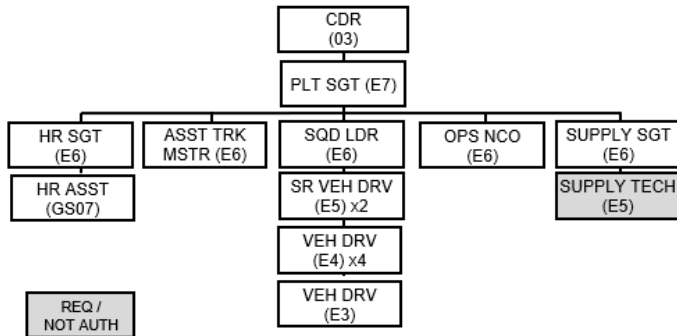 CDR
(03)
PLT SGT (E7)
HR SGT
(E6)
ASST TRK
MSTR (E6)
SQD LDR
(E6)
OPS NCO
(E6)
SUPPLY SGT
(E6)
HR ASST
(GS07)
SR VEH DRV
(E5) x2
SUPPLY TECH
(E5)
VEH DRV
(E4) x4
VEH DRV
(E3)
REQ /
NOT AUTH